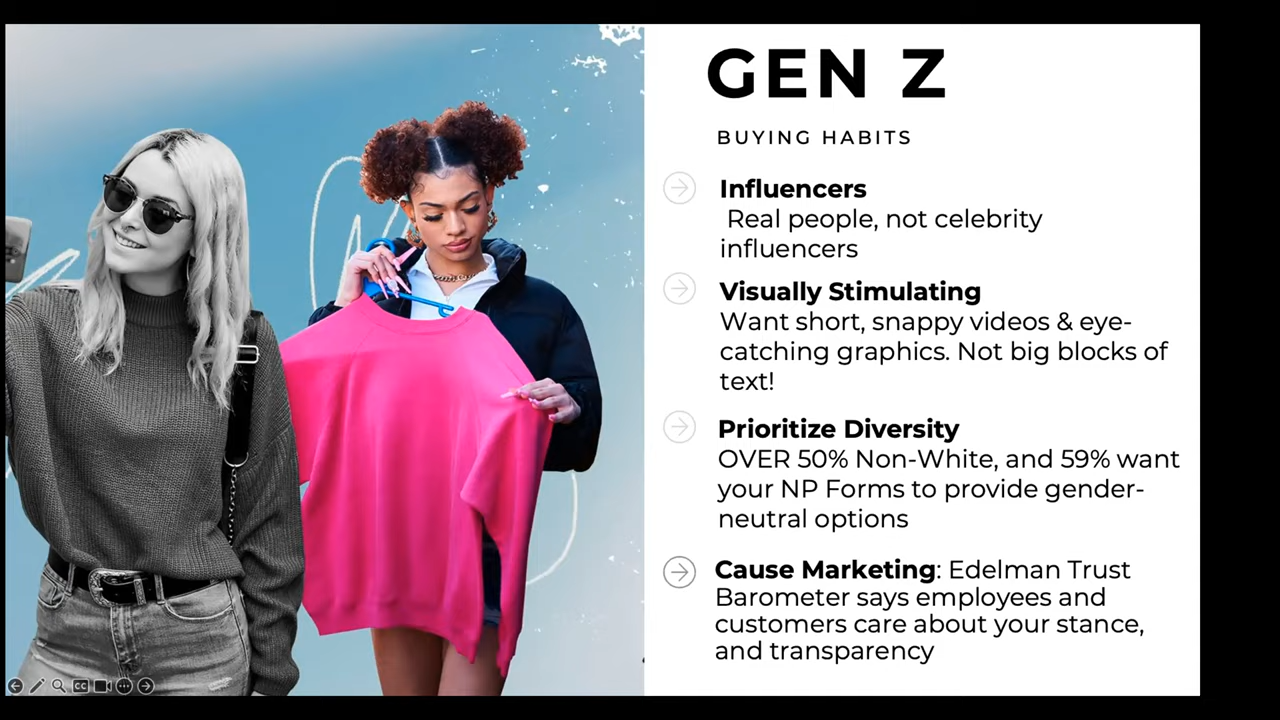 GEN Z
BUYING HABITS
Influencers
Real people, not celebrity
influencers
Visually Stimulating
Want short, snappy videos & eye-
catching graphics. Not big blocks of
text!
Prioritize Diversity
OVER 50% Non-White, and 59% want
your NP Forms to provide gender-
neutral options
Cause Marketing: Edelman Trust
Barometer says employees and
customers care about your stance,
and transparency
CC